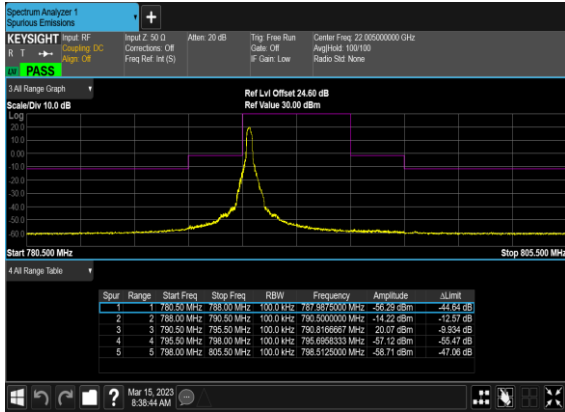 Spectrum Analyzer 1
Spurious Emissions
+
KEYSIGHT Input: RF Input Z: 50 Ω Atten: 20 dB Trig: Free Run Center Freq: 22.005000000 GHz
R T Coupling: DC Corrections: Off Gate: Off Avg|Hold: 100/100
Align: Off Freq Ref: Int (S) IF Gain: Low Radio Std: None
PASS
3 All Range Graph
Ref Lvl Offset 24.60 dB
Scale/Div 10.0 dB Ref Value 30.00 dBm
Log
20.0
10.0
0.00
-10.0
-20.0
-30.0
-40.0
-50.0
-60.0
Start 780.500 MHz Stop 805.500 MHz
4 All Range Table
Spur Range Start Freq Stop Freq RBW Frequency Amplitude ΔLimit
1 1 780.50 MHz 788.00 MHz 100.0 kHz 787.9875000 MHz -56.29 dBm -44.64 dB
2 2 788.00 MHz 790.50 MHz 100.0 kHz 790.5000000 MHz -14.22 dBm -12.57 dB
3 3 790.50 MHz 795.50 MHz 100.0 kHz 790.8166667 MHz 20.07 dBm -9.934 dB
4 4 795.50 MHz 798.00 MHz 100.0 kHz 795.6958333 MHz -57.12 dBm -55.47 dB
5 5 798.00 MHz 805.50 MHz 100.0 kHz 798.5125000 MHz -58.71 dBm -47.06 dB
? Mar 15, 2023
8:38:44 AM